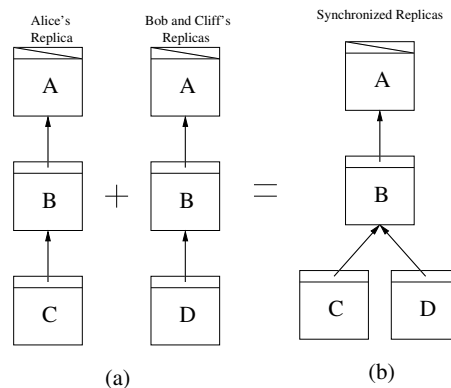 Alice's
Replica
Bob and Cliff's
Replicas
Synchronized Replicas
A
A
A
B
+
B
=
B
C
D
C
D
(a)
(b)